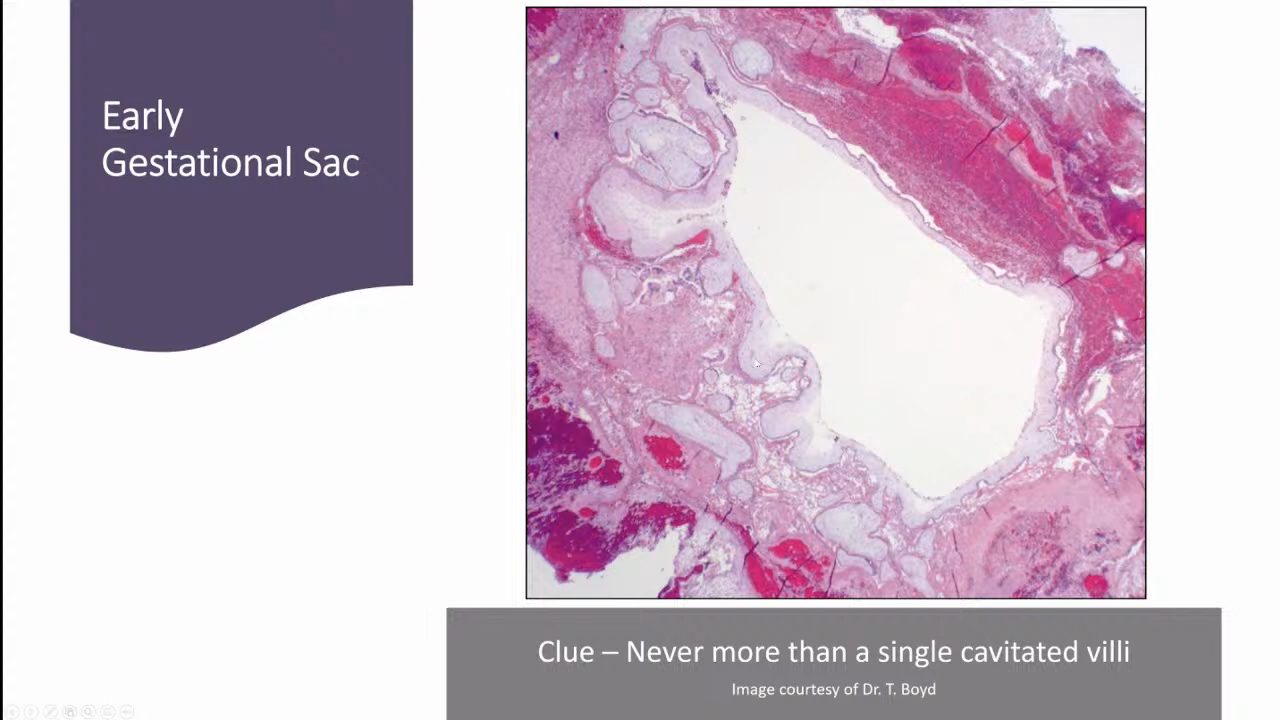 Early
Gestational Sac
Clue – Never more than a single cavitated villi
Image courtesy of Dr. T. Boyd